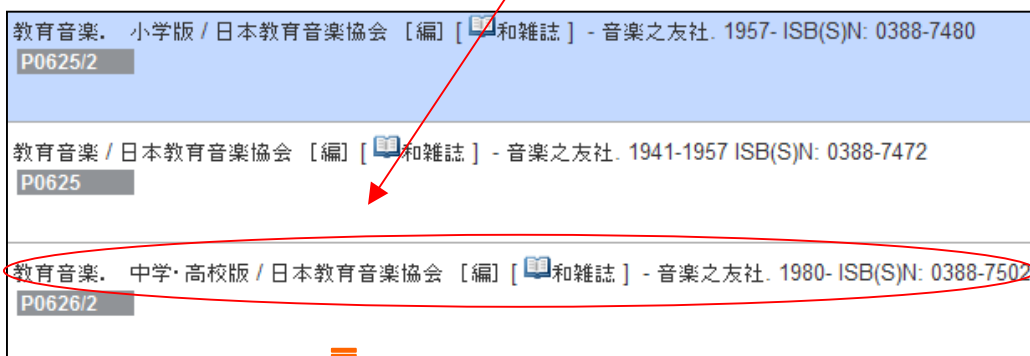 教育音楽． 小学版 / 日本教育音楽協会 ［編］ [ 和雑誌 ] - 音楽之友社. 1957- ISB(S)N: 0388-7480
P0625/2
教育音楽 / 日本教育音楽協会 ［編］ [ 和雑誌 ] - 音楽之友社. 1941-1957 ISB(S)N: 0388-7472
P0625
教育音楽． 中学・高校版 / 日本教育音楽協会 ［編］ [ 和雑誌 ] - 音楽之友社. 1980- ISB(S)N: 0388-7502
P0626/2